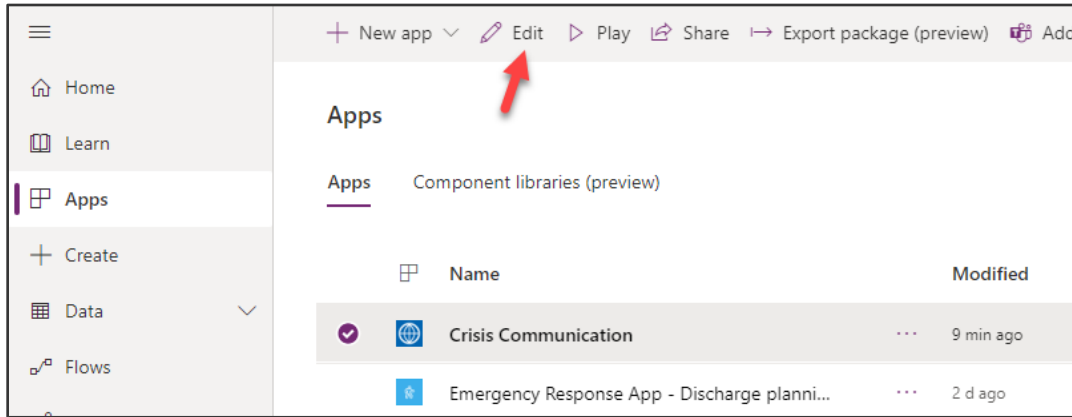 New app Edit Play Share Export package (preview) Add
Home
Learn
Apps
Create
Data
Flows
Apps
Apps Component libraries (preview)
Name Modified
Crisis Communication ... 9 min ago
Emergency Response App - Discharge planni... ... 2 d ago